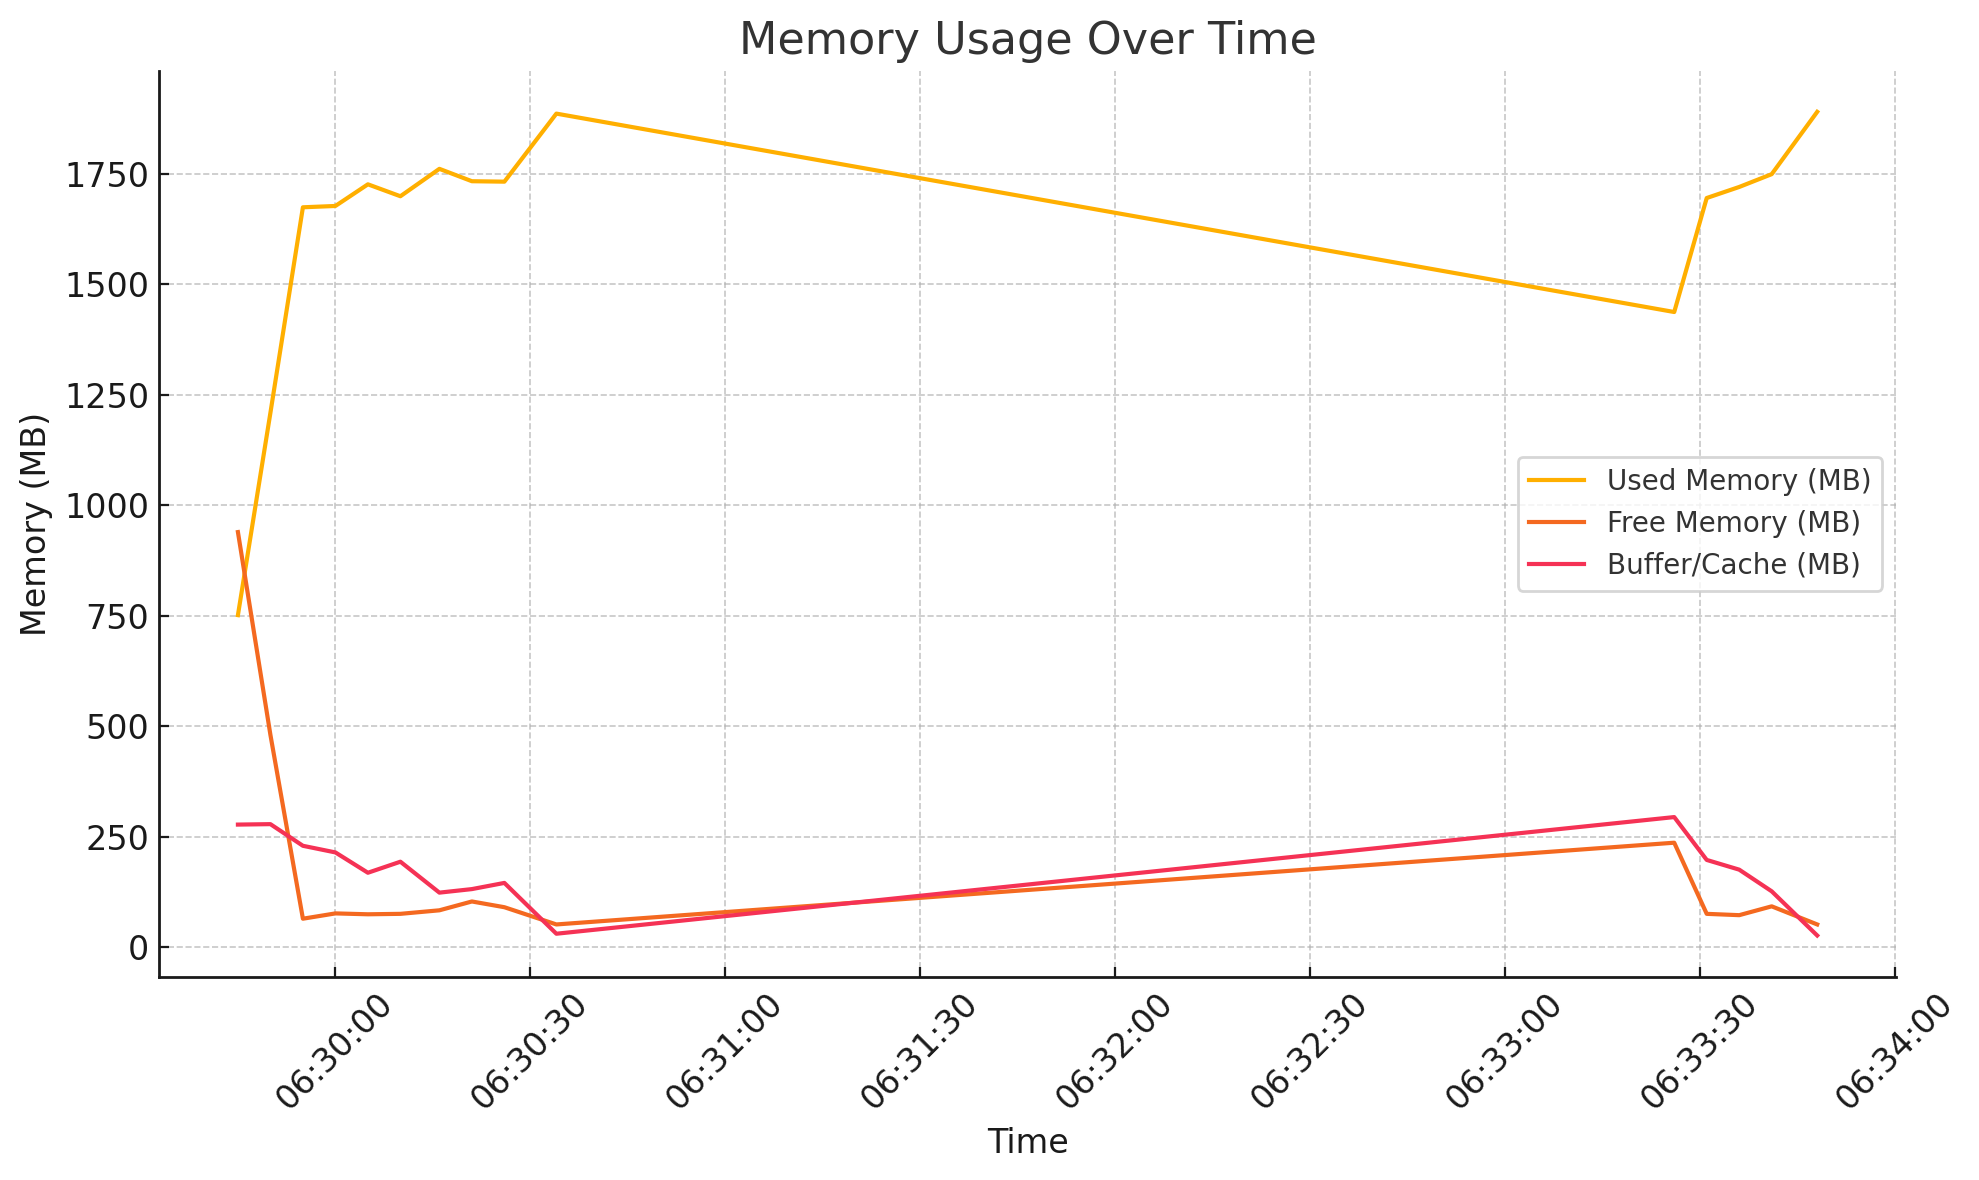 Memory Usage Over Time
Memory (MB)
1750
1500
1250
1000
750
500
250
0
Used Memory (MB)
Free Memory (MB)
Buffer/Cache (MB)
06:30:00
06:30:30
06:31:00
06:31:30
06:32:00
06:32:30
06:33:00
06:33:30
06:34:00
Time